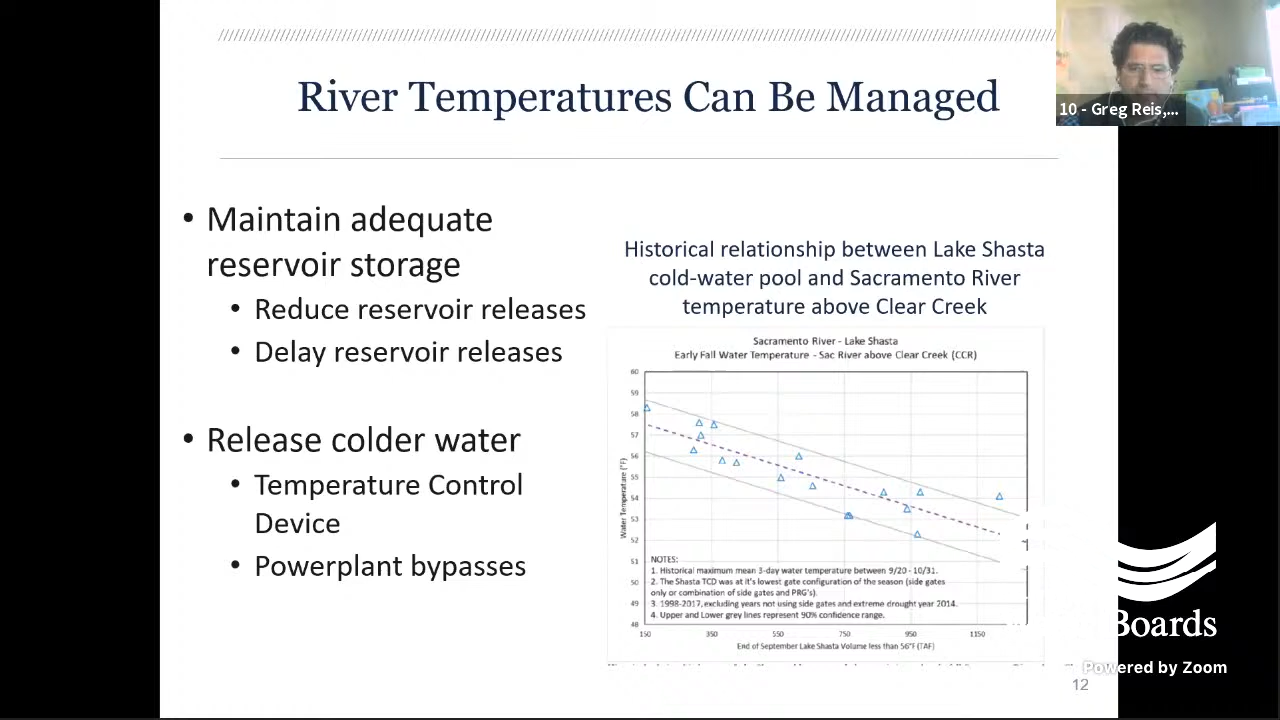 River Temperatures Can Be Managed
10 - Greg Reis,...
• Maintain adequate
reservoir storage
• Reduce reservoir releases
• Delay reservoir releases
• Release colder water
• Temperature Control
Device
• Powerplant bypasses
Historical relationship between Lake Shasta
cold-water pool and Sacramento River
temperature above Clear Creek
Sacramento River - Lake Shasta
Early Fall Water Temperature - Sac River above Clear Creek (CCR)
60
59
58
57
56
55
54
53
52
51
50
49
48
Water Temperature (°F)
NOTES:
1. Historical maximum mean 3-day water temperature between 9/20 - 10/31.
2. The Shasta TCD was at it's lowest gate configuration of the season (side gates
only or combination of side gates and PRG's).
3. 1998-2017, excluding years not using side gates and extreme drought year 2014.
4. Upper and Lower grey lines represent 90% confidence range.
150 350 550 750 950 1150
End of September Lake Shasta Volume less than 56°F (TAF)
Boards
Powered by Zoom
12